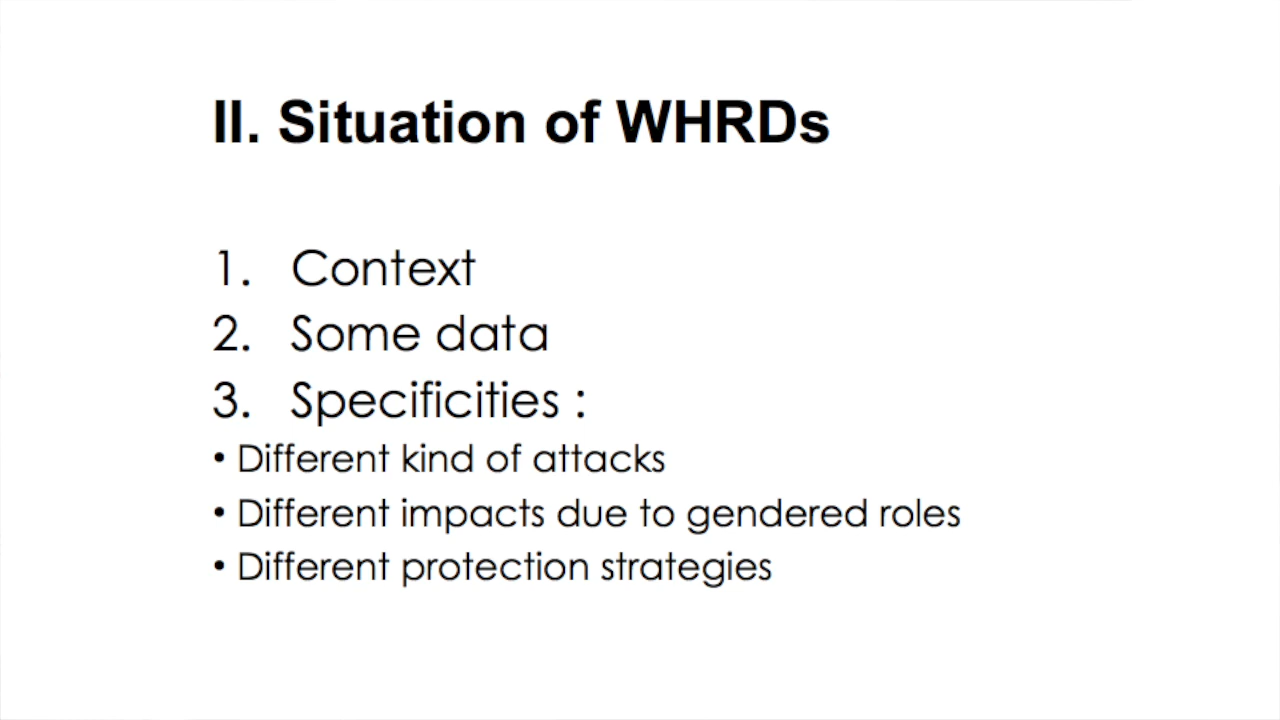 II. Situation of WHRDs
1. Context
2. Some data
3. Specificities :
• Different kind of attacks
• Different impacts due to gendered roles
• Different protection strategies